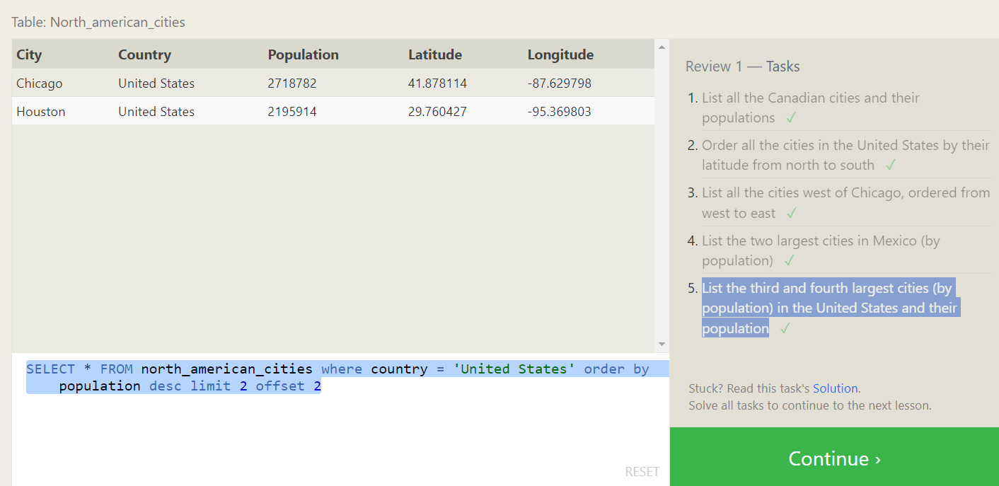 Table: North_american_cities
City Country Population Latitude Longitude
Chicago United States 2718782 41.878114 -87.629798
Houston United States 2195914 29.760427 -95.369803
SELECT * FROM north_american_cities where country = 'United States' order by
population desc limit 2 offset 2
RESET
Review 1 — Tasks
1. List all the Canadian cities and their
populations ✓
2. Order all the cities in the United States by their
latitude from north to south ✓
3. List all the cities west of Chicago, ordered from
west to east ✓
4. List the two largest cities in Mexico (by
population) ✓
5. List the third and fourth largest cities (by
population) in the United States and their
population ✓
Stuck? Read this task's Solution.
Solve all tasks to continue to the next lesson.
Continue ›